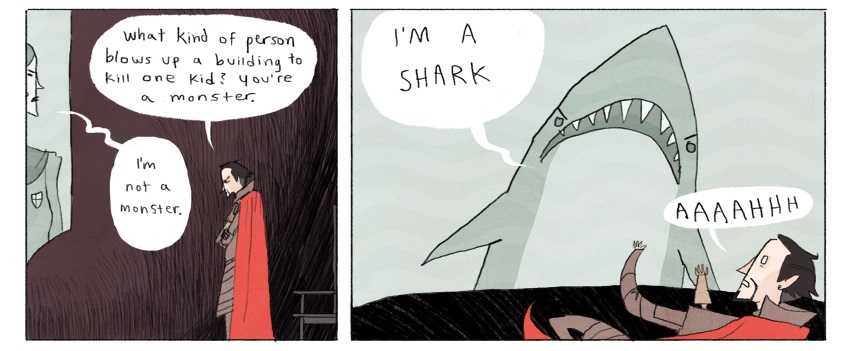 What kind of person
blows up a building to
kill one kid? You're
a monster.
I'm
not a
monster.
I'M A
SHARK
AAAAHHH